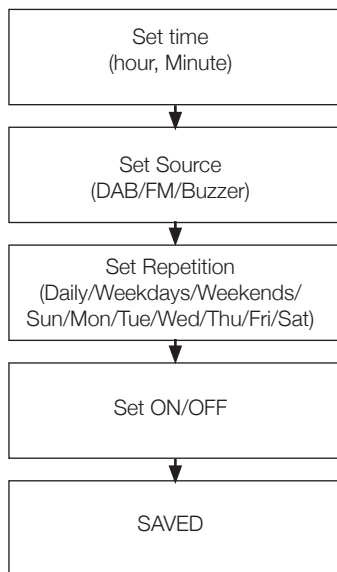 Set time
(hour, Minute)
Set Source
(DAB/FM/Buzzer)
Set Repetition
(Daily/Weekdays/Weekends/
Sun/Mon/Tue/Wed/Thu/Fri/Sat)
Set ON/OFF
SAVED